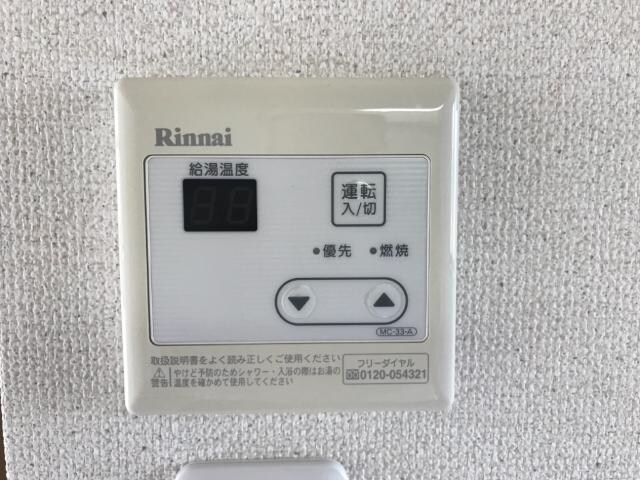 Rinnai
給湯温度
運転
入/切
優先
燃焼
MC-33-A
取扱説明書をよく読み正しくご使用ください
警告
やけど予防のためシャワー・入浴の際はお湯の
温度を確かめて使用してください
フリーダイヤル
0120-054321